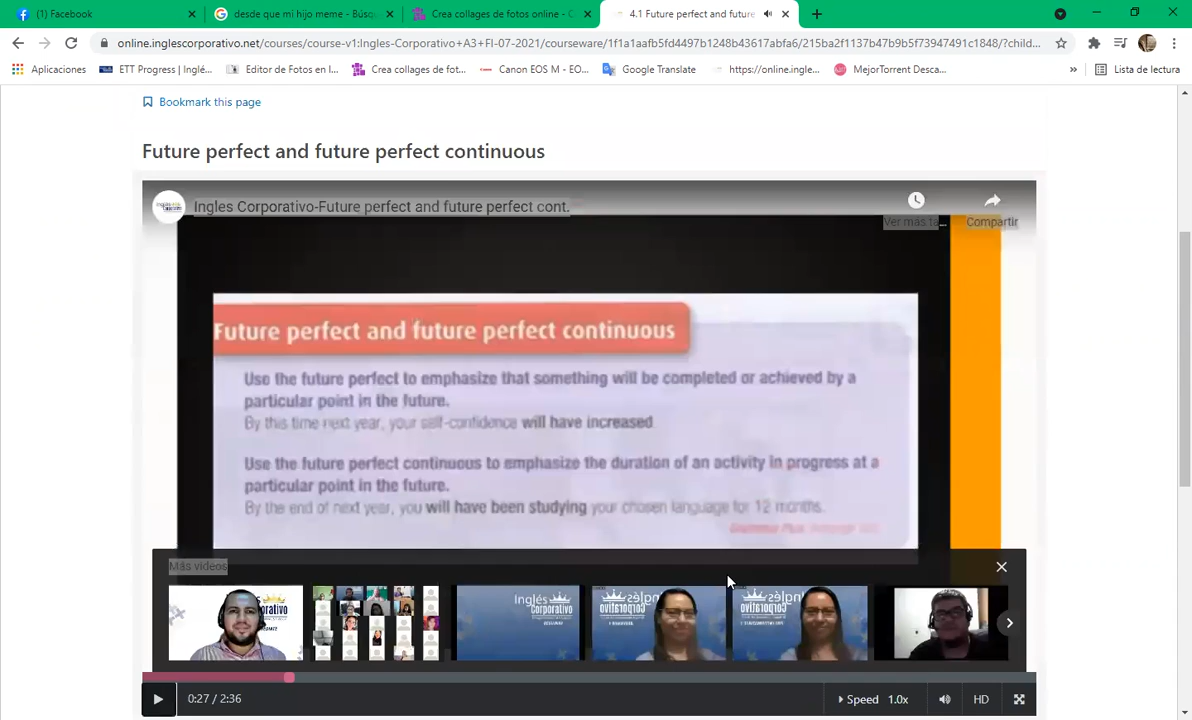 (1) Facebook
desde que mi hijo meme - Búsq
Crea collages de fotos online - C
4.1 Future perfect and future
online.inglescorporativo.net/courses/course-v1:Ingles-Corporativo+A3+FI-07-2021/courseware/1f1a1aafb5fd4497b1248b43617abfa6/215ba2f1137b47b9b5f73947491c1848/?child...
Aplicaciones
ETT Progress | Inglé...
Editor de Fotos en l...
Crea collages de fot...
Canon EOS M - EO...
Google Translate
https://online.ingle...
MejorTorrent Desca...
»
Lista de lectura
Bookmark this page
Future perfect and future perfect continuous
Ingles Corporativo-Future perfect and future perfect cont.
Ver más ta...
Compartir
Future perfect and future perfect continuous
Use the future perfect to emphasize that something will be completed or achieved by a
particular point in the future.
By this time next year, your self-confidence will have increased
Use the future perfect continuous to emphasize the duration of an activity in progress at a
particular point in the future.
By the end of next year, you will have been studying your chosen language for 12 months.
Más videos
Inglés
Corporativo
0:27 / 2:36
Speed 1.0x
HD